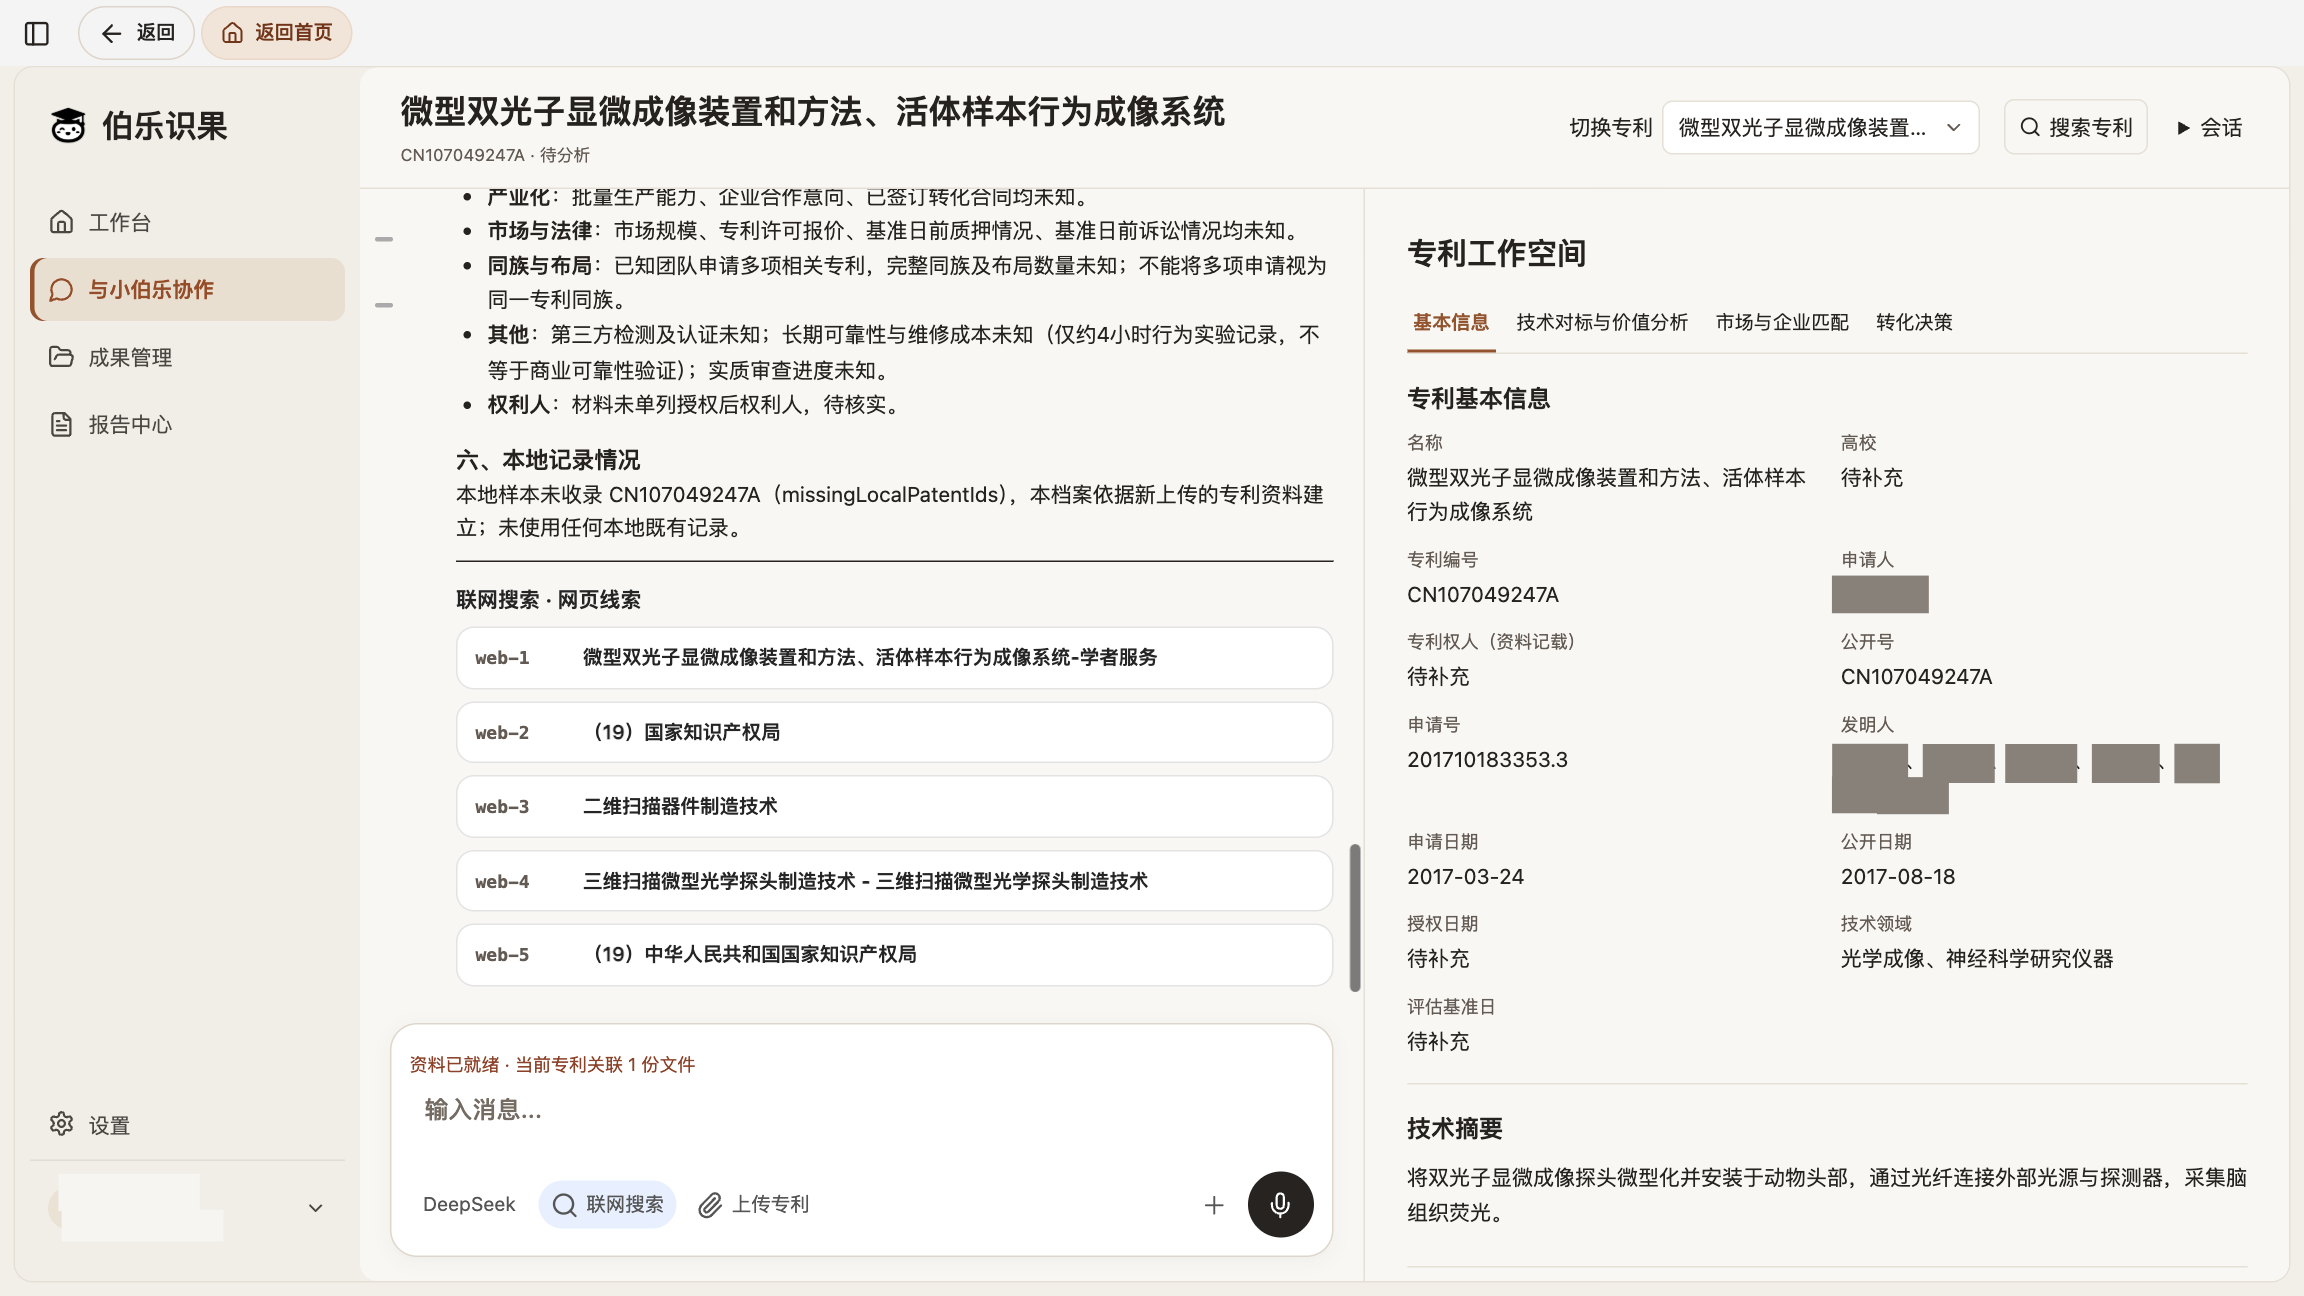 返回
返回首页
伯乐识果
工作台
与小伯乐协作
成果管理
报告中心
设置
微型双光子显微成像装置和方法、活体样本行为成像系统
CN107049247A · 待分析
切换专利
微型双光子显微成像装置...
搜索专利
▶ 会话
• 产业化：批量生产能力、企业合作意向、已签订转化合同均未知。
• 市场与法律：市场规模、专利许可报价、基准日前质押情况、基准日前诉讼情况均未知。
• 同族与布局：已知团队申请多项相关专利，完整同族及布局数量未知；不能将多项申请视为
同一专利同族。
• 其他：第三方检测及认证未知；长期可靠性与维修成本未知（仅约4小时行为实验记录，不
等于商业可靠性验证）；实质审查进度未知。
• 权利人：材料未单列授权后权利人，待核实。
六、本地记录情况
本地样本未收录 CN107049247A（missingLocalPatentIds），本档案依据新上传的专利资料建
立；未使用任何本地既有记录。
联网搜索 · 网页线索
web-1 微型双光子显微成像装置和方法、活体样本行为成像系统-学者服务
web-2 （19）国家知识产权局
web-3 二维扫描器件制造技术
web-4 三维扫描微型光学探头制造技术 - 三维扫描微型光学探头制造技术
web-5 （19）中华人民共和国国家知识产权局
资料已就绪 · 当前专利关联 1 份文件
输入消息...
DeepSeek
联网搜索
上传专利
专利工作空间
基本信息
技术对标与价值分析
市场与企业匹配
转化决策
专利基本信息
名称
微型双光子显微成像装置和方法、活体样本
行为成像系统
高校
待补充
专利编号
CN107049247A
申请人
专利权人（资料记载）
待补充
公开号
CN107049247A
申请号
201710183353.3
发明人
、 、 、
申请日期
2017-03-24
公开日期
2017-08-18
授权日期
待补充
技术领域
光学成像、神经科学研究仪器
评估基准日
待补充
技术摘要
将双光子显微成像探头微型化并安装于动物头部，通过光纤连接外部光源与探测器，采集脑
组织荧光。